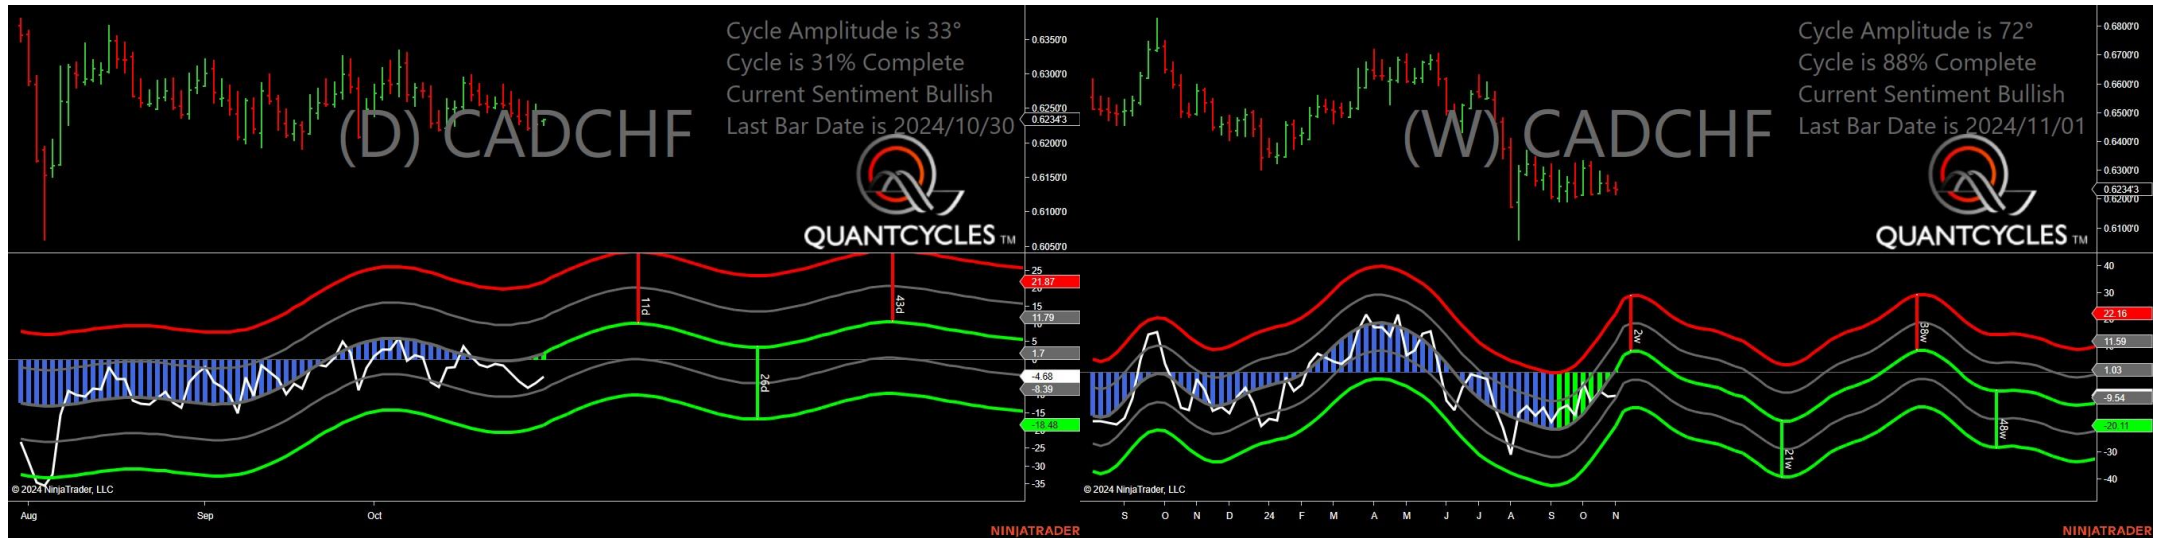 Cycle Amplitude is 33°
Cycle is 31% Complete
Current Sentiment Bullish
Last Bar Date is 2024/10/30
(D) CADCHF
QUANTCYCLES TM
0.6350'0
0.6300'0
0.6250'0
0.6234'3
0.6200'0
0.6150'0
0.6100'0
0.6050'0
11d
43d
26d
25
21.87
15
11.79
5
1.7
-4.68
-8.39
-15
-18.48
-25
-30
-35
© 2024 NinjaTrader, LLC
Aug Sep Oct
NINJATRADER
Cycle Amplitude is 72°
Cycle is 88% Complete
Current Sentiment Bullish
Last Bar Date is 2024/11/01
(W) CADCHF
QUANTCYCLES TM
0.6800'0
0.6700'0
0.6600'0
0.6500'0
0.6400'0
0.6300'0
0.6234'3
0.6200'0
0.6100'0
2w
38w
21w
48w
40
30
22.16
11.59
1.03
-9.54
-20.11
-30
-40
© 2024 NinjaTrader, LLC
S O N D 24 F M A M J J A S O N
NINJATRADER